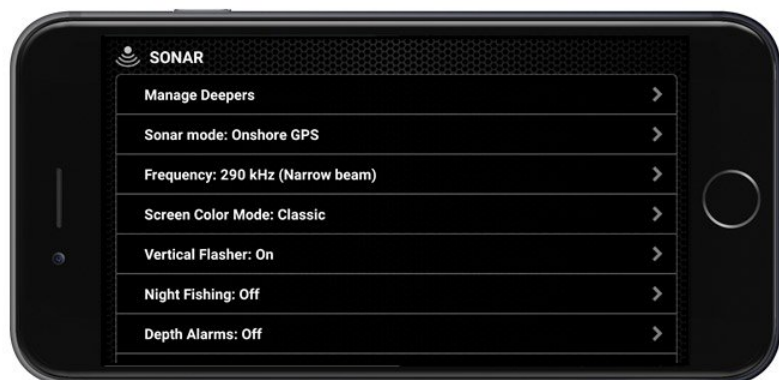 SONAR
Manage Deepers
Sonar mode: Onshore GPS
Frequency: 290 kHz (Narrow beam)
Screen Color Mode: Classic
Vertical Flasher: On
Night Fishing: Off
Depth Alarms: Off